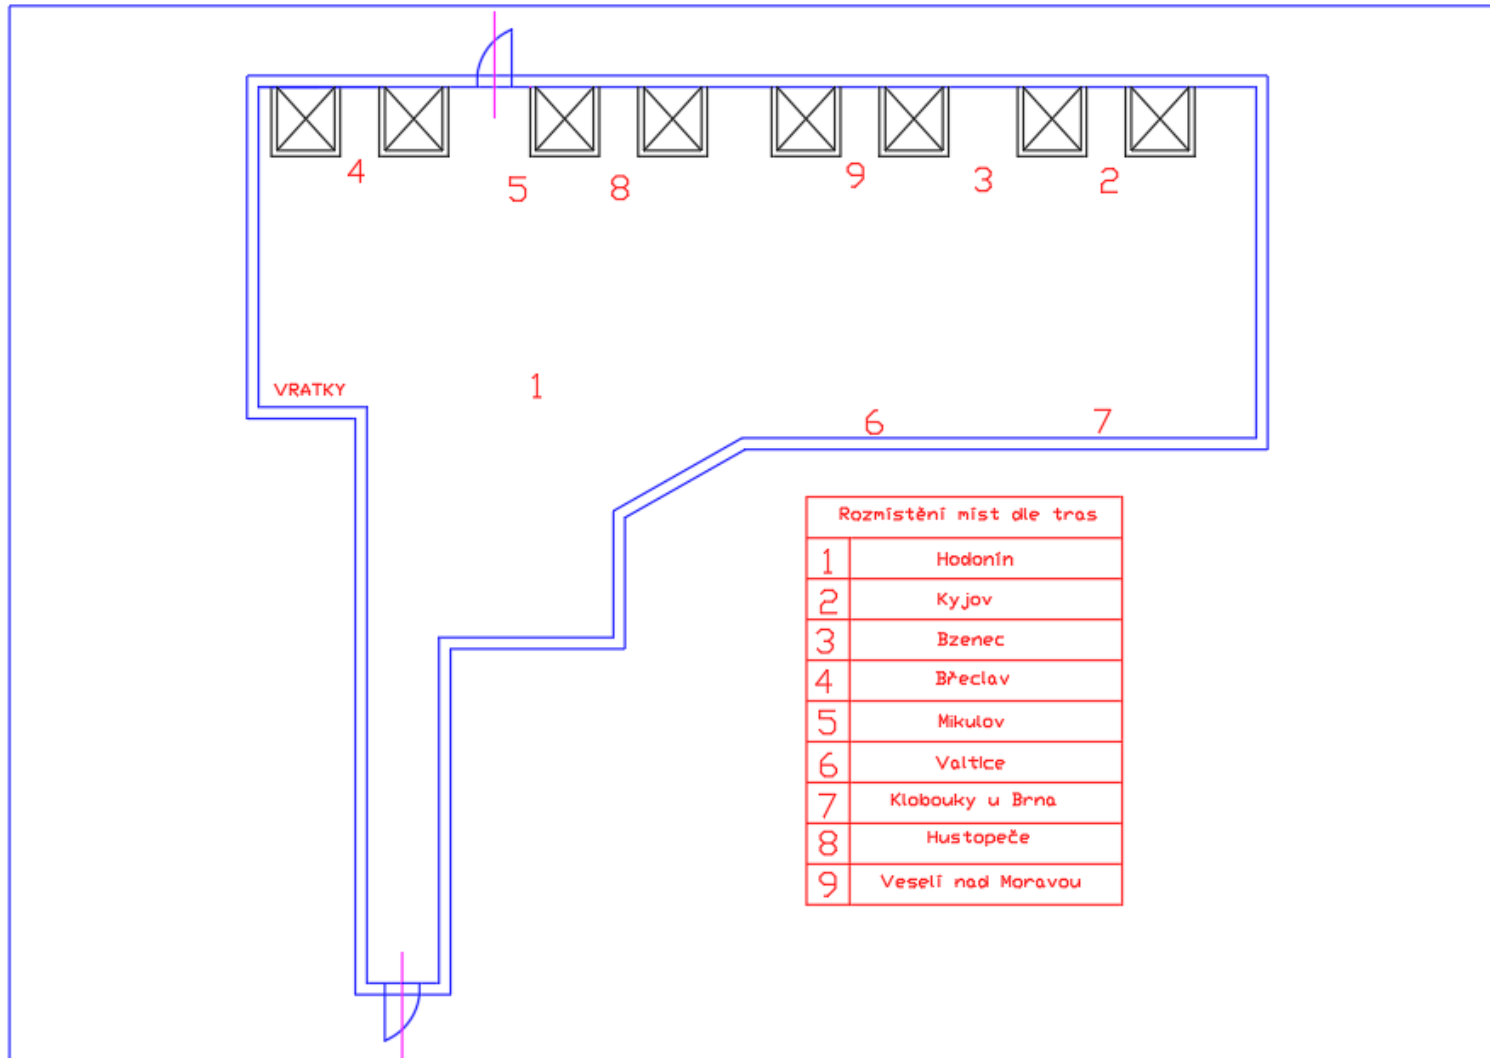 4
5
8
9
3
2
VRATKY
1
6
7
Rozmístění míst dle tras
1 Hodonín
2 Kyjov
3 Bzenec
4 Břeclav
5 Mikulov
6 Valtice
7 Klobouky u Brna
8 Hustopeče
9 Veselí nad Moravou